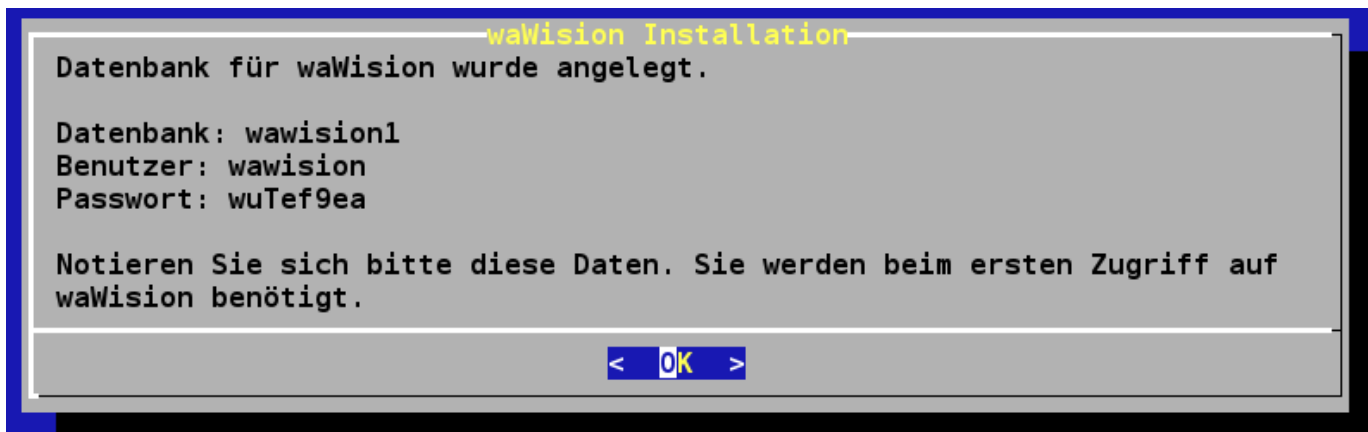 waWision Installation
Datenbank für waWision wurde angelegt.
Datenbank: wawision1
Benutzer: wawision
Passwort: wuTef9ea
Notieren Sie sich bitte diese Daten. Sie werden beim ersten Zugriff auf
waWision benötigt.
< OK >